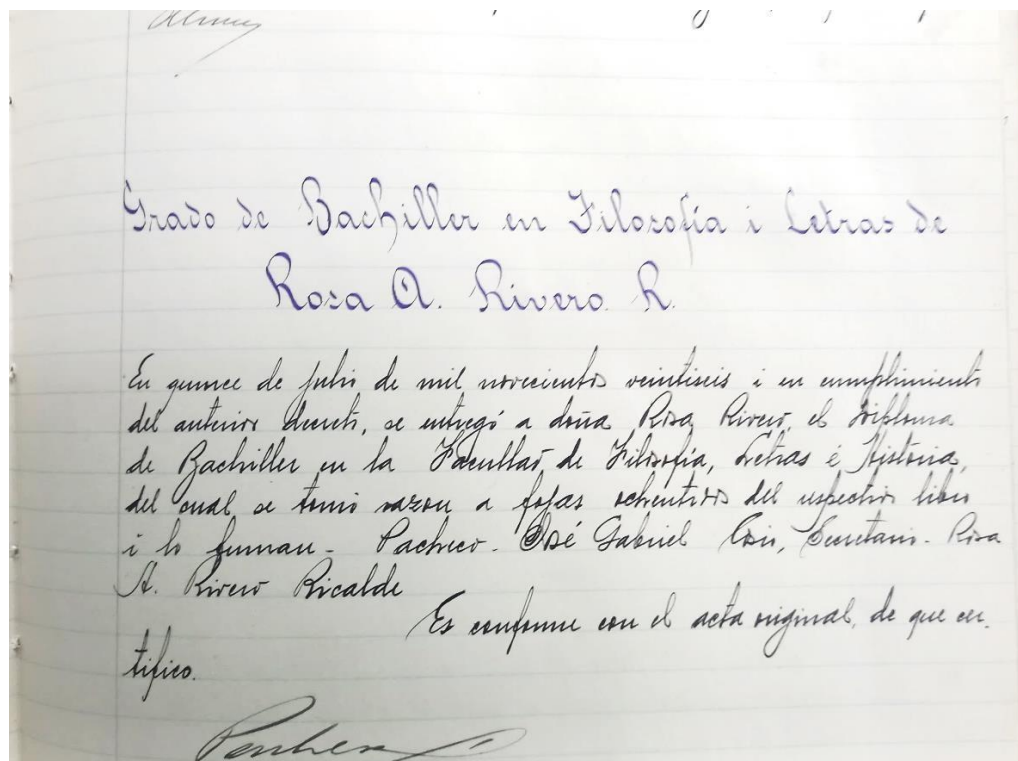 Grado de Bachiller en Filosofía i Letras de
Rosa A. Rivero R.
En quince de julio de mil novecientos veintiseis i en cumplimiento
del anterior decreto, se entregó a doña Rosa Rivero, el Diploma
de Bachiller en la Facultad de Filosofía, Letras é Historia,
del cual se tomó razon a fojas ochentidos del respectivo libro
i lo firman - Pacheco - José Gabriel Cosio, Secretario - Rosa
A. Rivero Ricalde
Es conforme con el acta original, de que cer-
tifico.